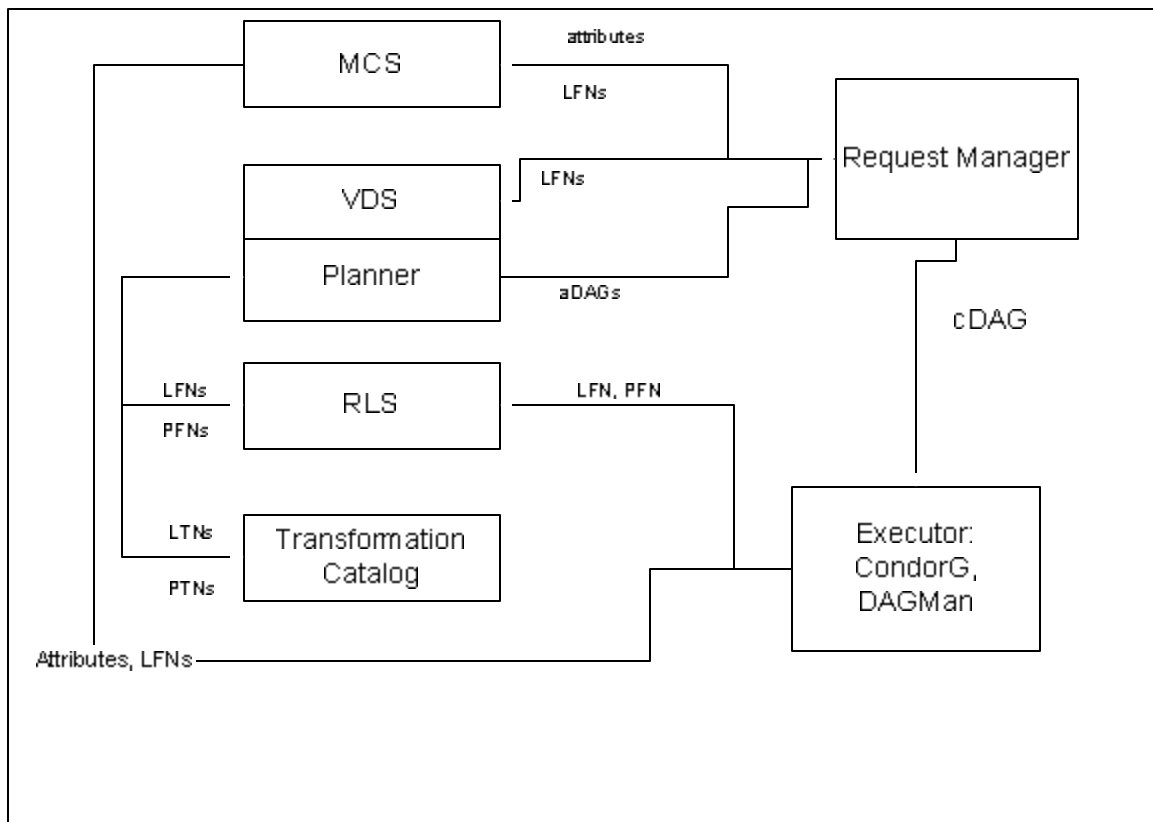 attributes
MCS
LFNs
Request Manager
VDS
LFNs
Planner
aDAGs
cDAG
LFNs
RLS
LFN, PFN
PFNs
LTNs
Transformation
Catalog
PTNs
Executor:
CondorG,
DAGMan
Attributes, LFNs